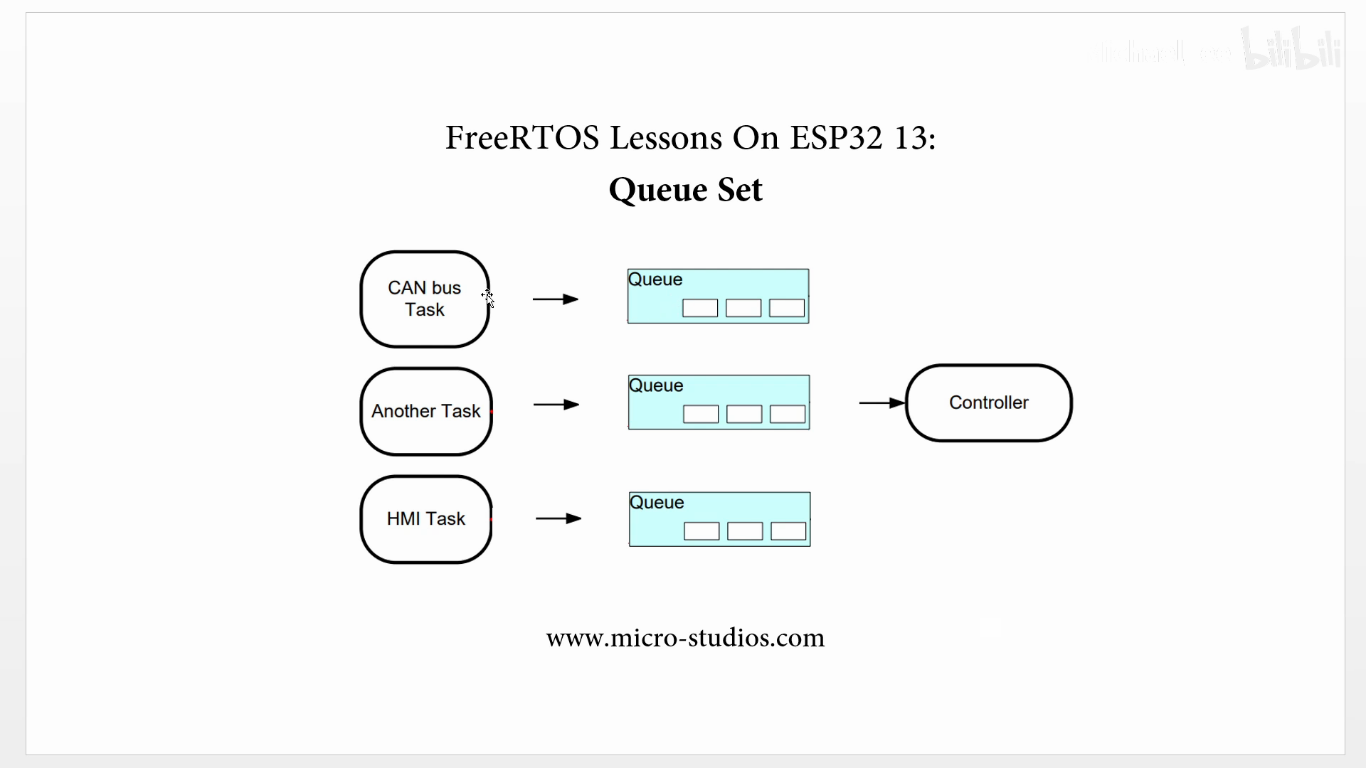 bilibili
FreeRTOS Lessons On ESP32 13:
Queue Set
CAN bus
Task
Queue
Another Task
Queue
Controller
HMI Task
Queue
www.micro-studios.com